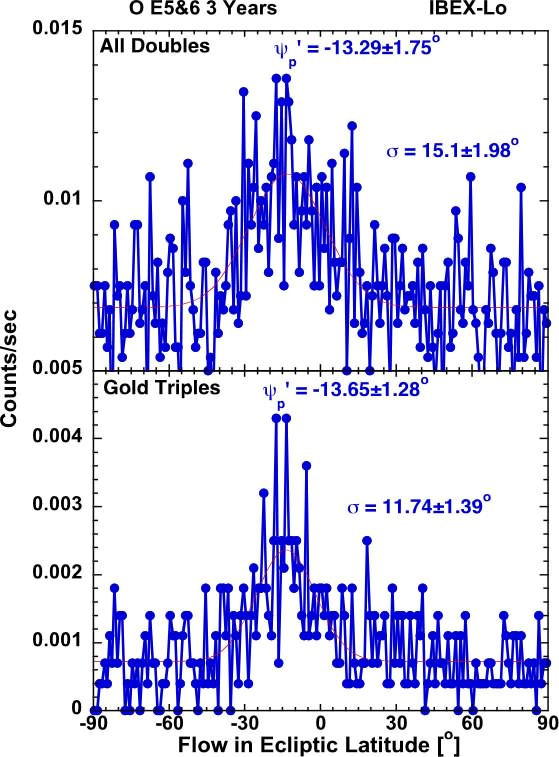 O E5&6 3 Years IBEX-Lo
0.015
All Doubles
ψp' = -13.29±1.75°
σ = 15.1±1.98°
0.01
0.005
Counts/sec
Gold Triples
ψp' = -13.65±1.28°
0.004
0.003
σ = 11.74±1.39°
0.002
0.001
0
-90 -60 -30 0 30 60 90
Flow in Ecliptic Latitude [°]